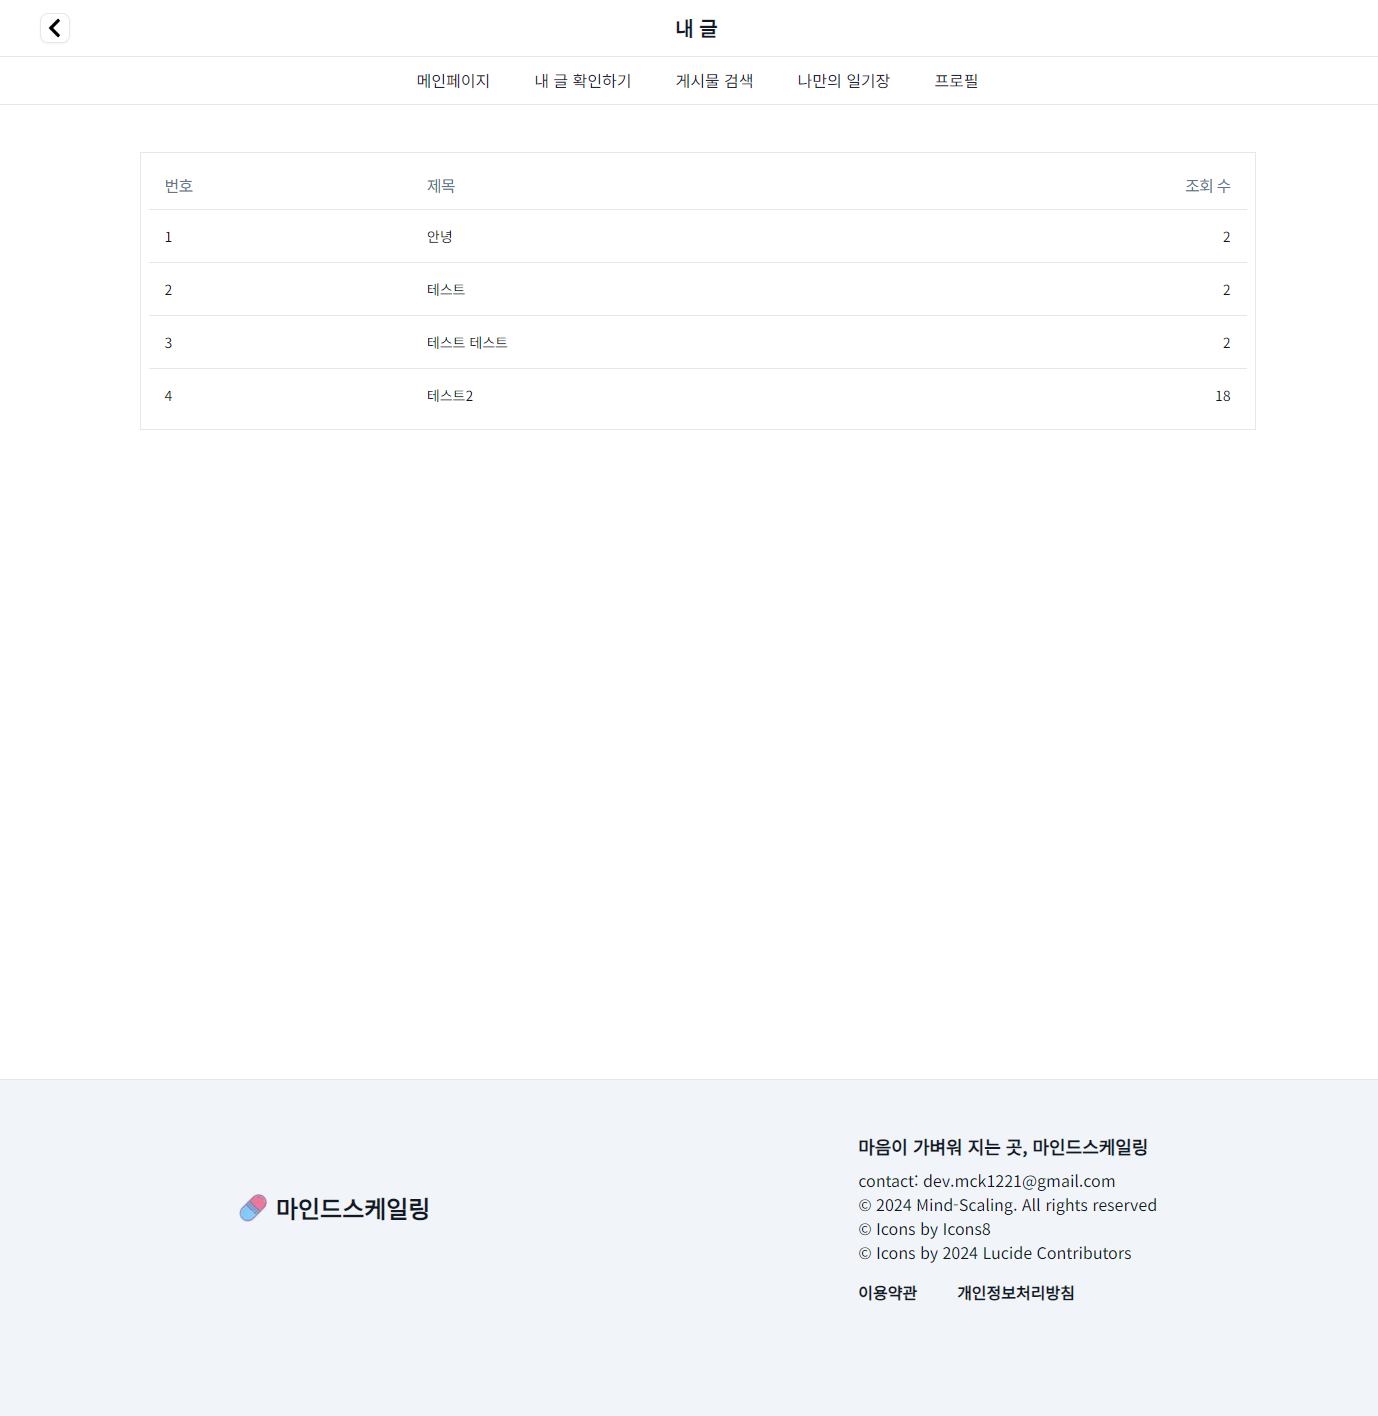 내 글
메인페이지 내 글 확인하기 게시물 검색 나만의 일기장 프로필
번호 제목 조회 수
1 안녕 2
2 테스트 2
3 테스트 테스트 2
4 테스트2 18
마인드스케일링
마음이 가벼워 지는 곳, 마인드스케일링
contact: dev.mck1221@gmail.com
© 2024 Mind-Scaling. All rights reserved
© Icons by Icons8
© Icons by 2024 Lucide Contributors
이용약관 개인정보처리방침